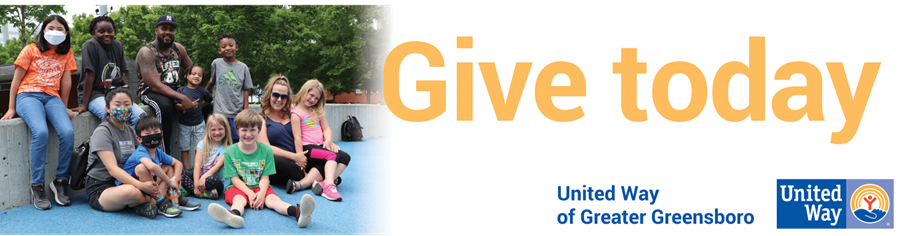 Give today
United Way
of Greater Greensboro
United
Way